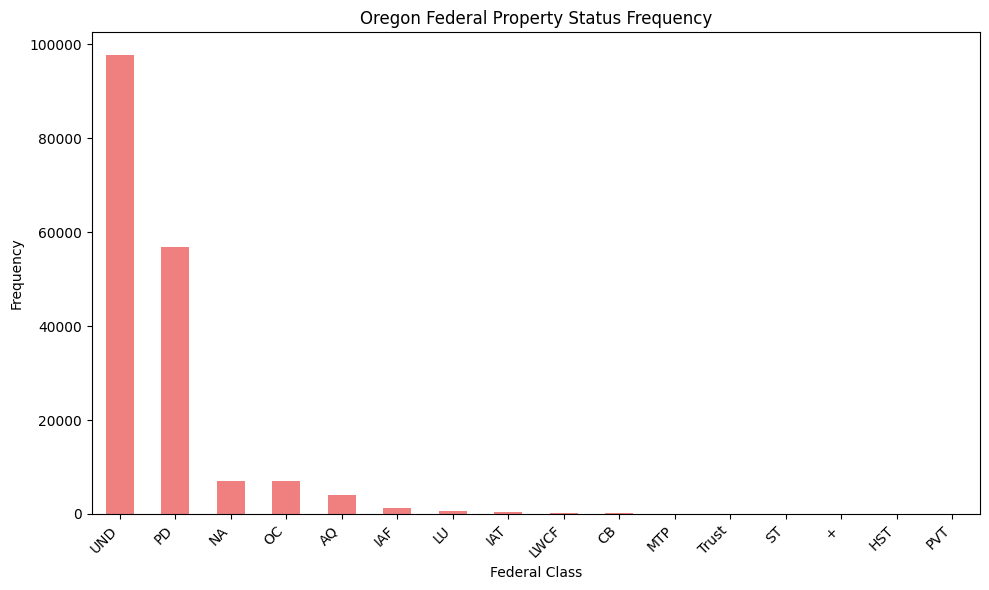 Oregon Federal Property Status Frequency
100000
80000
60000
40000
20000
0
Frequency
UND PD NA OC AQ IAF LU IAT LWCF CB MTP Trust ST + HST PVT
Federal Class